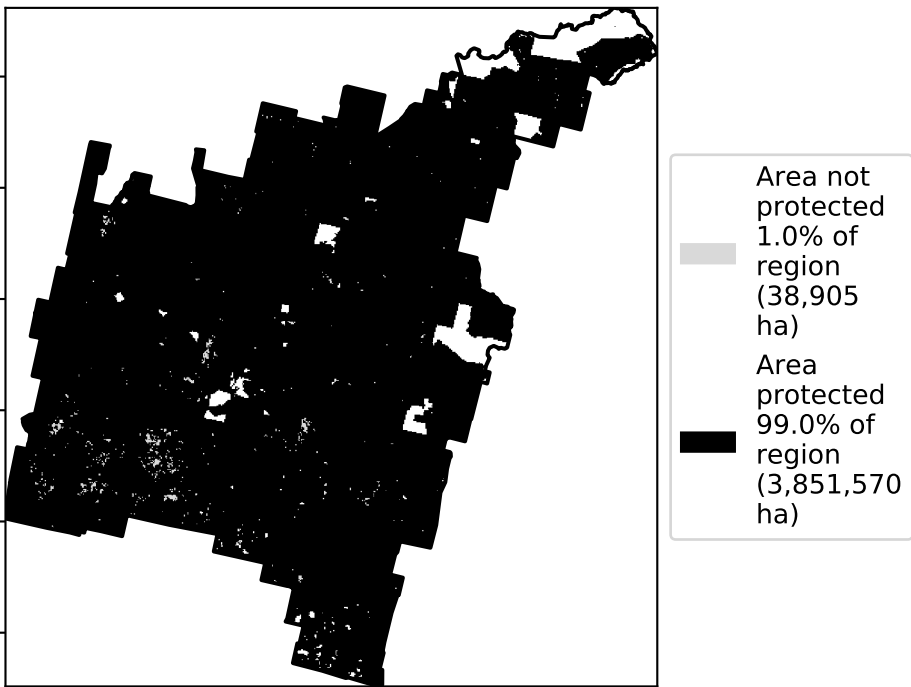 Area not
protected
1.0% of
region
(38,905
ha)
Area
protected
99.0% of
region
(3,851,570
ha)